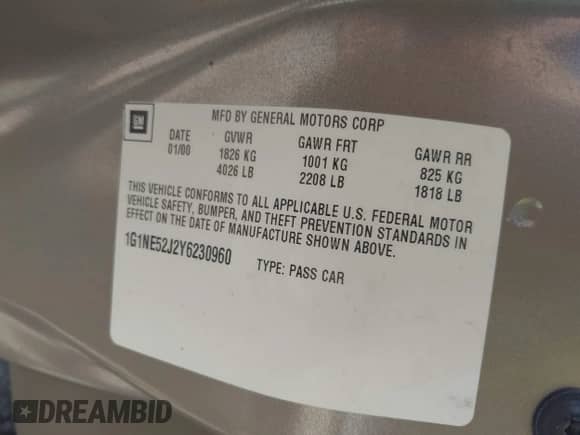 MFD BY GENERAL MOTORS CORP
GM
DATE GVWR GAWR FRT GAWR RR
01/00 1826 KG 1001 KG 825 KG
4026 LB 2208 LB 1818 LB
THIS VEHICLE CONFORMS TO ALL APPLICABLE U.S. FEDERAL MOTOR
VEHICLE SAFETY, BUMPER, AND THEFT PREVENTION STANDARDS IN
EFFECT ON THE DATE OF MANUFACTURE SHOWN ABOVE.
1G1NE52J2Y6230960 TYPE: PASS CAR
DREAMBID